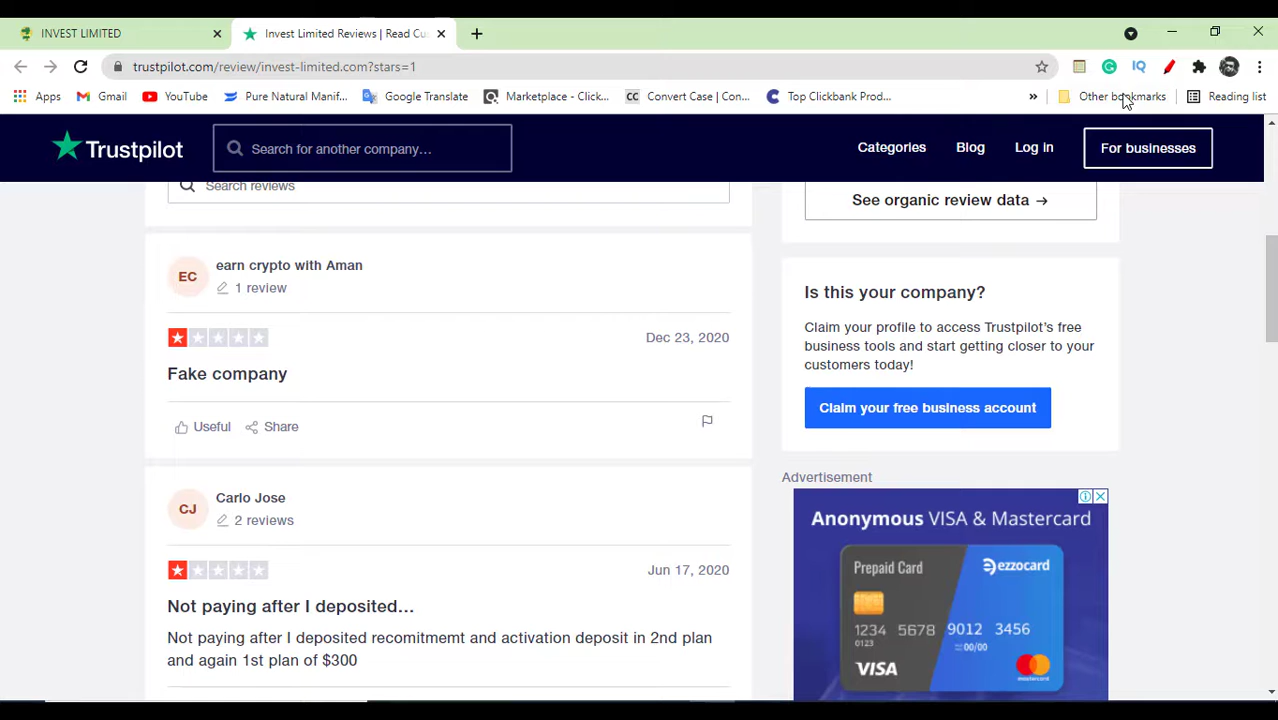 INVEST LIMITED
Invest Limited Reviews | Read Cu
trustpilot.com/review/invest-limited.com?stars=1
Apps
Gmail
YouTube
Pure Natural Manif...
Google Translate
Marketplace - Click...
CC Convert Case | Con...
Top Clickbank Prod...
»
Other bookmarks
Reading list
Trustpilot
Search for another company...
Categories
Blog
Log in
For businesses
Search reviews
See organic review data →
EC
earn crypto with Aman
1 review
Dec 23, 2020
Fake company
Useful
Share
CJ
Carlo Jose
2 reviews
Jun 17, 2020
Not paying after I deposited...
Not paying after I deposited recomitmemt and activation deposit in 2nd plan
and again 1st plan of $300
Is this your company?
Claim your profile to access Trustpilot's free
business tools and start getting closer to your
customers today!
Claim your free business account
Advertisement
Anonymous VISA & Mastercard
Prepaid Card
ezzocard
1234 5678 9012 3456
0123
00/00
VISA
mastercard